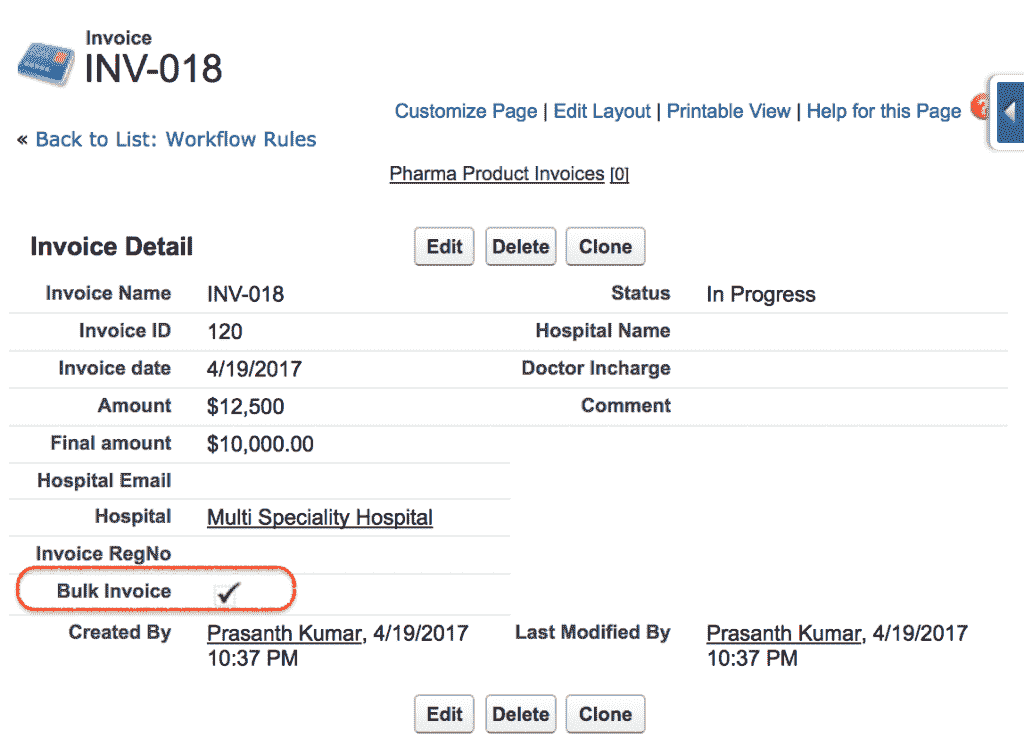 Invoice
INV-018
Customize Page | Edit Layout | Printable View | Help for this Page ?
« Back to List: Workflow Rules
Pharma Product Invoices [0]
Invoice Detail Edit Delete Clone
Invoice Name INV-018 Status In Progress
Invoice ID 120 Hospital Name
Invoice date 4/19/2017 Doctor Incharge
Amount $12,500 Comment
Final amount $10,000.00
Hospital Email
Hospital Multi Speciality Hospital
Invoice RegNo
Bulk Invoice ✓
Created By Prasanth Kumar, 4/19/2017 Last Modified By Prasanth Kumar, 4/19/2017
10:37 PM 10:37 PM
Edit Delete Clone